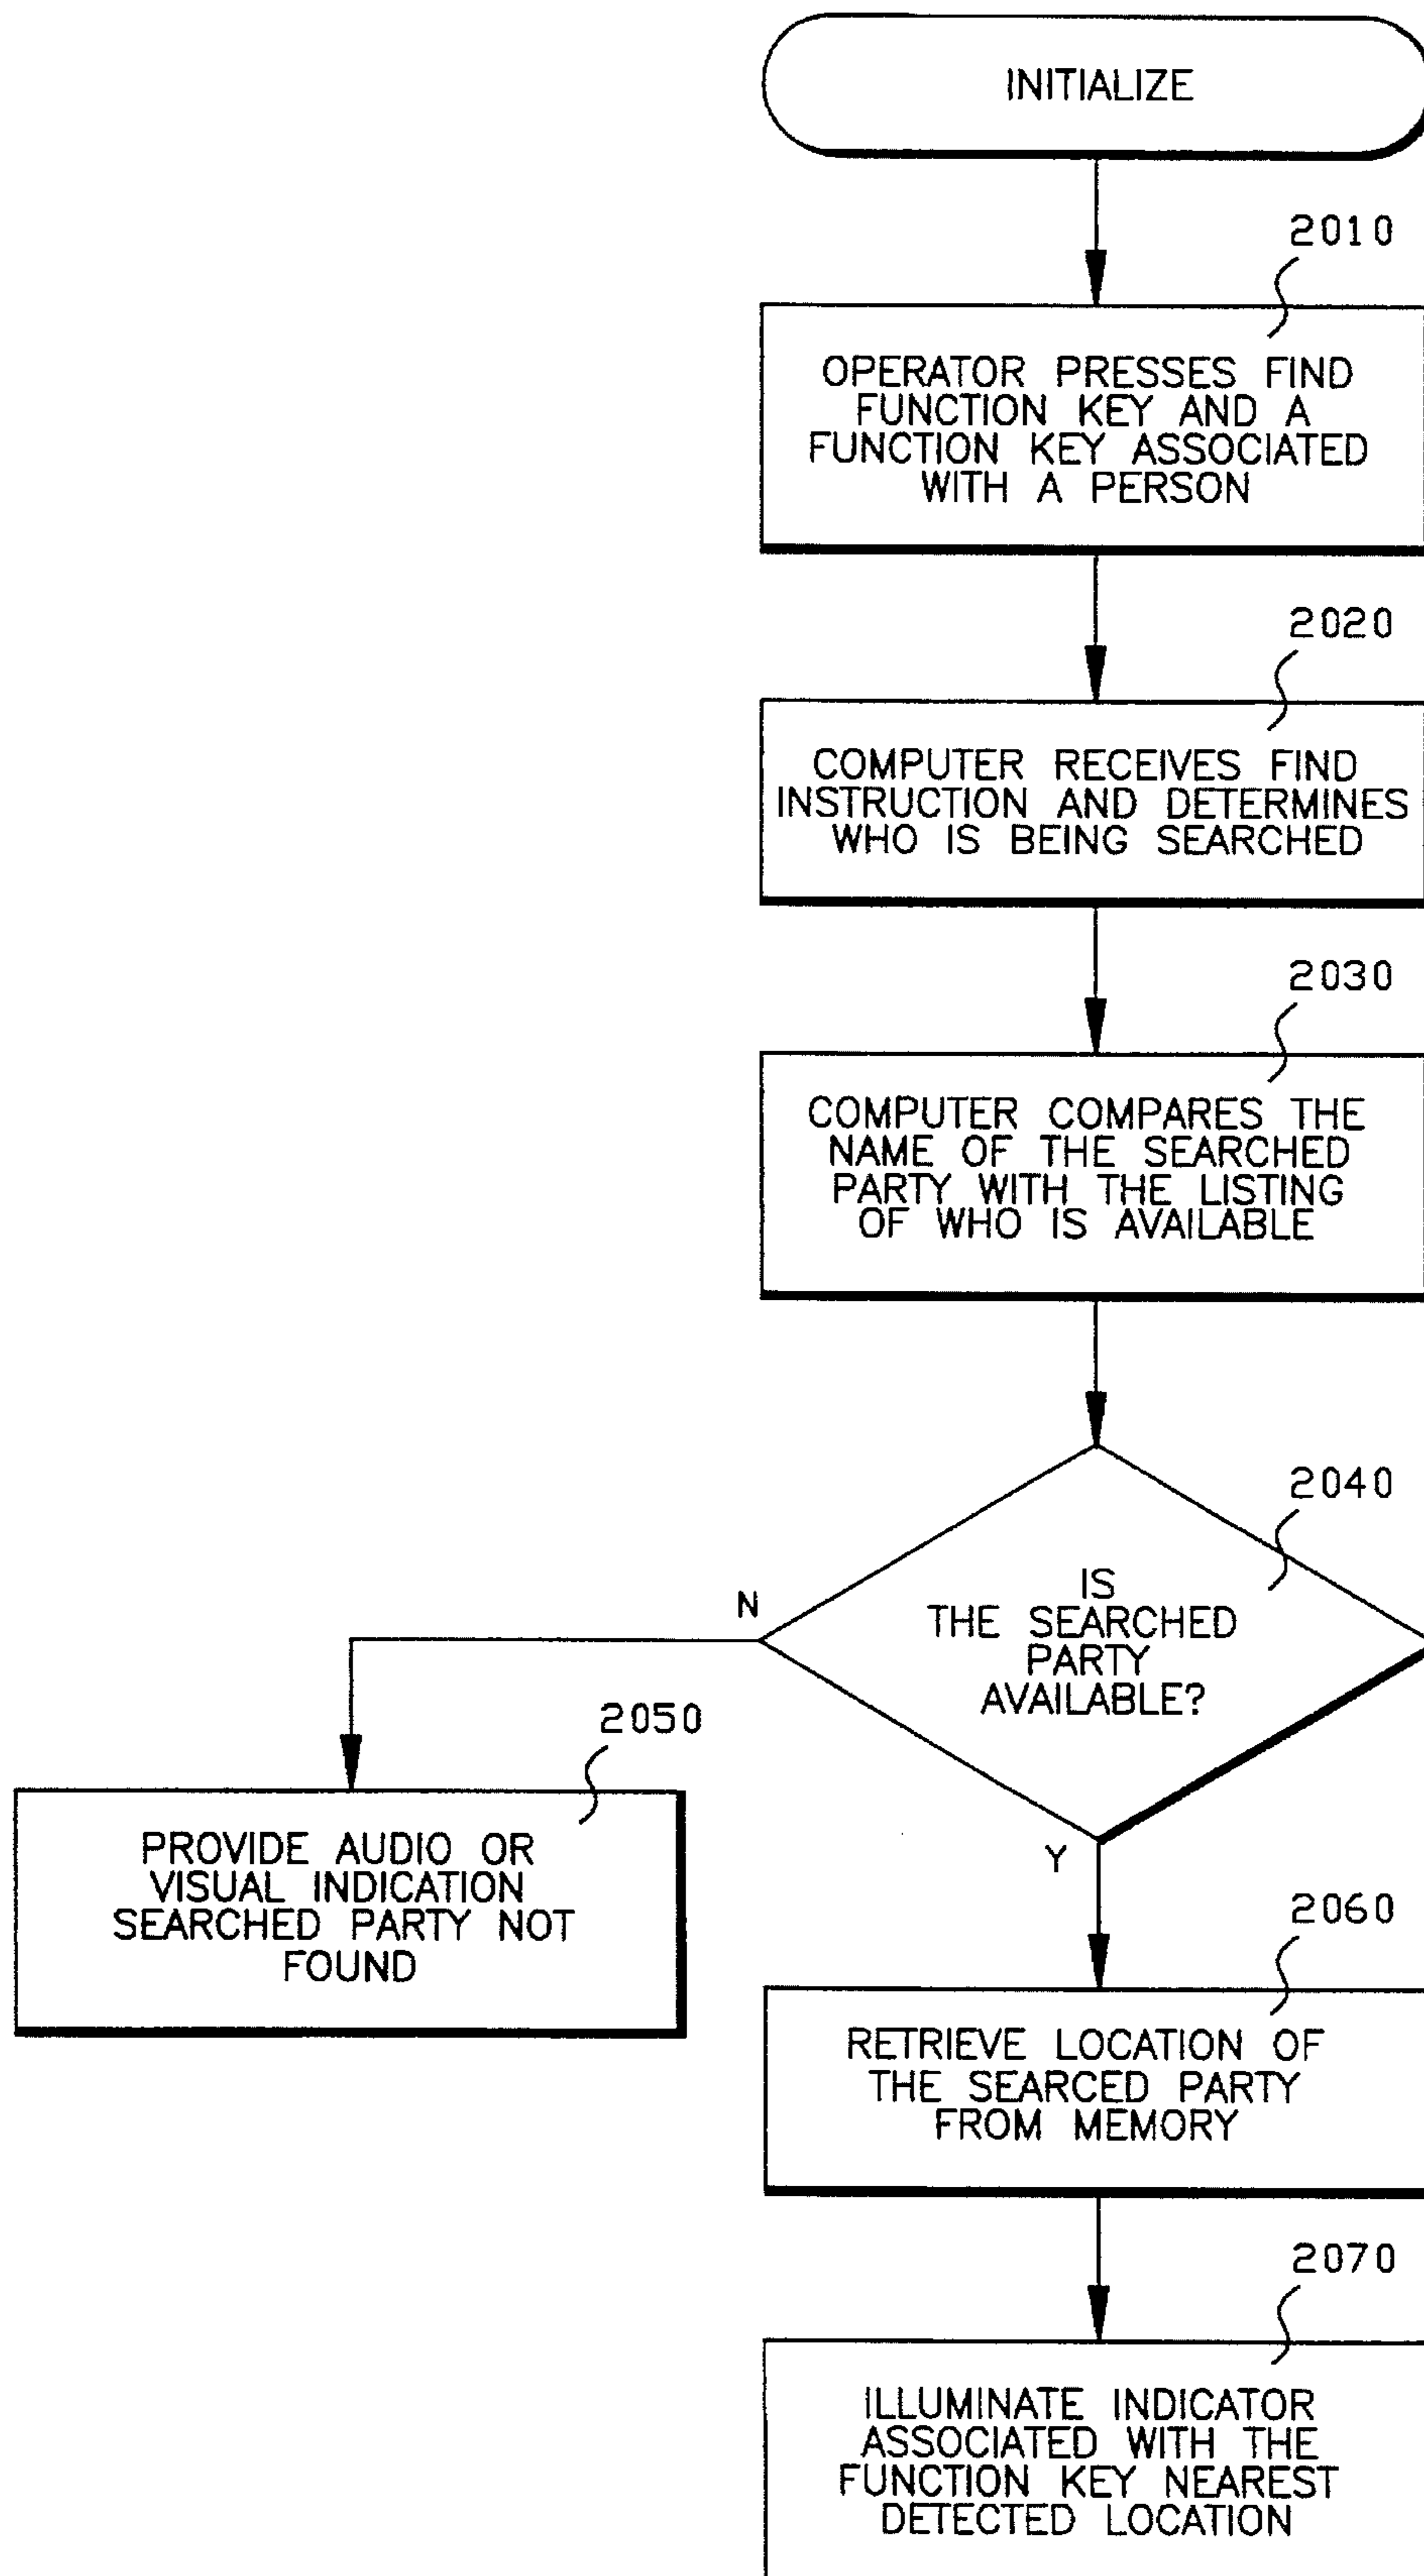 INITIALIZE
2010
OPERATOR PRESSES FIND
FUNCTION KEY AND A
FUNCTION KEY ASSOCIATED
WITH A PERSON
2020
COMPUTER RECEIVES FIND
INSTRUCTION AND DETERMINES
WHO IS BEING SEARCHED
2030
COMPUTER COMPARES THE
NAME OF THE SEARCHED
PARTY WITH THE LISTING
OF WHO IS AVAILABLE
2040
IS
THE SEARCHED
PARTY
AVAILABLE?
N
2050
PROVIDE AUDIO OR
VISUAL INDICATION
SEARCHED PARTY NOT
FOUND
Y
2060
RETRIEVE LOCATION OF
THE SEARCED PARTY
FROM MEMORY
2070
ILLUMINATE INDICATOR
ASSOCIATED WITH THE
FUNCTION KEY NEAREST
DETECTED LOCATION